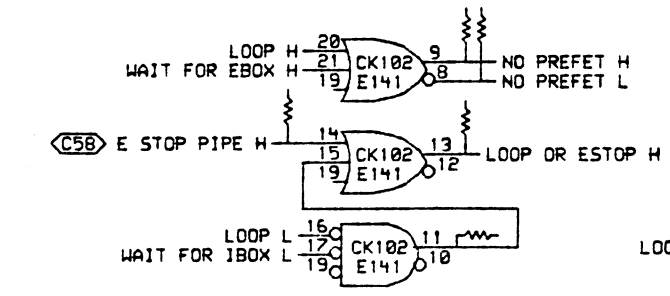 LOOP H 20 9 NO PREFET H
WAIT FOR EBOX H 21 CK102 8 NO PREFET L
19 E141
C58 E STOP PIPE H 14 13 LOOP OR ESTOP H
15 CK102 12
19 E141
LOOP L 16 11
WAIT FOR IBOX L 17 CK102 10 LOO
19 E141